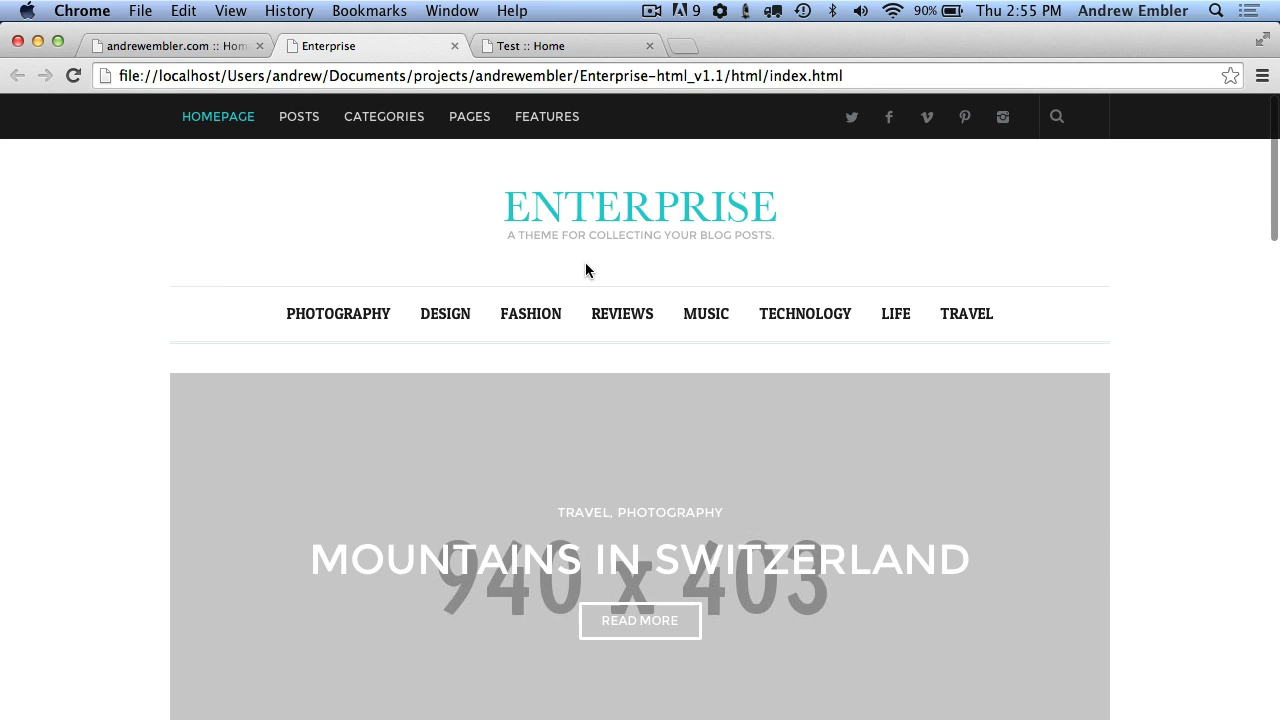 Chrome File Edit View History Bookmarks Window Help 9 90% Thu 2:55 PM Andrew Embler
andrewembler.com :: Hom Enterprise Test :: Home
file://localhost/Users/andrew/Documents/projects/andrewembler/Enterprise-html_v1.1/html/index.html
HOMEPAGE POSTS CATEGORIES PAGES FEATURES
ENTERPRISE
A THEME FOR COLLECTING YOUR BLOG POSTS.
PHOTOGRAPHY DESIGN FASHION REVIEWS MUSIC TECHNOLOGY LIFE TRAVEL
TRAVEL, PHOTOGRAPHY
MOUNTAINS IN SWITZERLAND
940 x 403
READ MORE